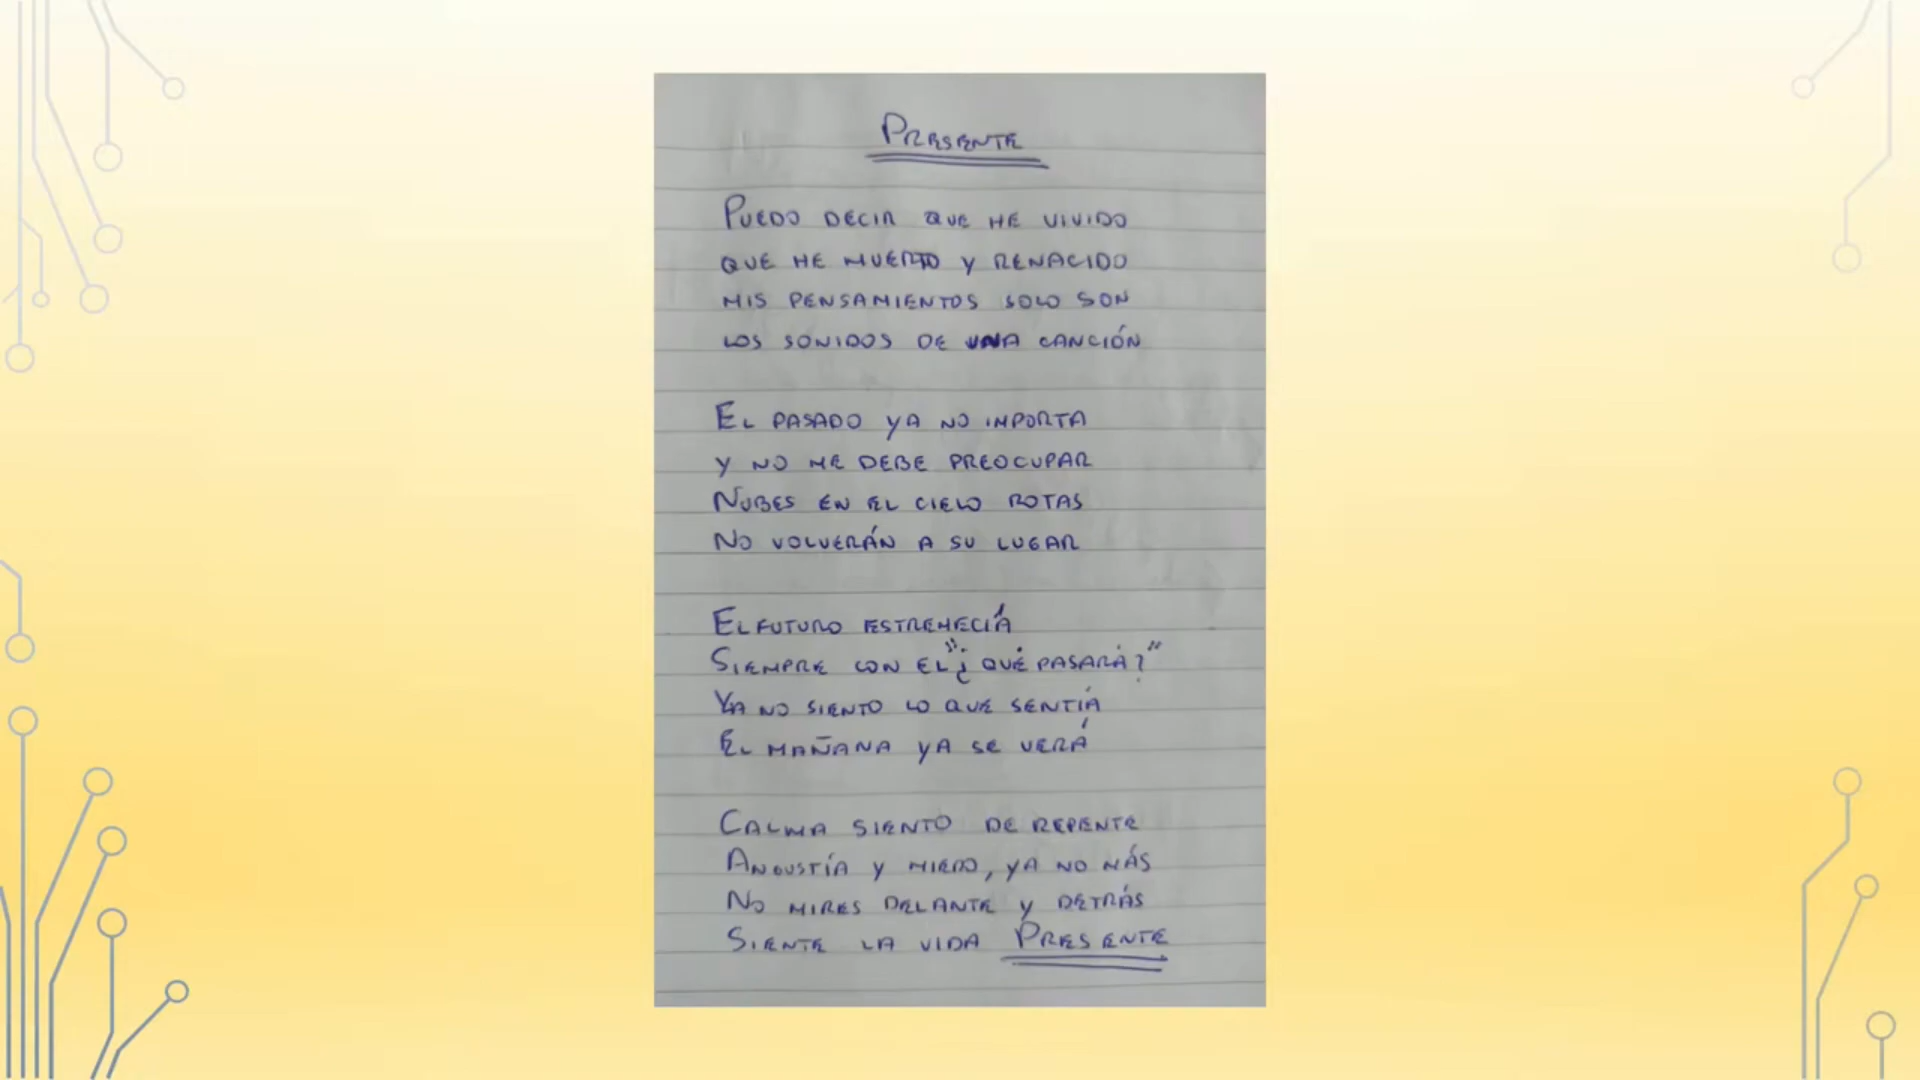 Presente
Puedo decir que he vivido
que he muerto y renacido
mis pensamientos solo son
los sonidos de una canción
El pasado ya no importa
y no me debe preocupar
Nubes en el cielo rotas
No volverán a su lugar
El futuro estremecía
Siempre con el "¿qué pasará?"
Ya no siento lo que sentía
El mañana ya se verá
Calma siento de repente
Angustía y miedo, ya no más
No mires delante y detrás
Siente la vida Presente